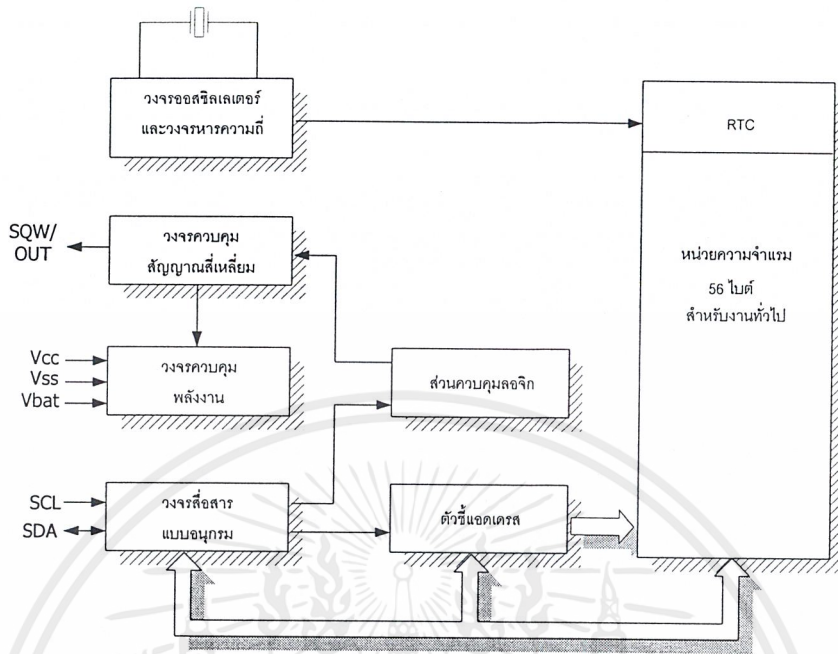 วงจรออสซิลเลเตอร์
และวงจรหารความถี่
RTC
SQW/
OUT
วงจรควบคุม
สัญญาณสี่เหลี่ยม
หน่วยความจำแรม
56 ไบต์
สำหรับงานทั่วไป
Vcc
Vss
Vbat
วงจรควบคุม
พลังงาน
ส่วนควบคุมลอจิก
SCL
SDA
วงจรสื่อสาร
แบบอนุกรม
ตัวชี้แอดเดรส